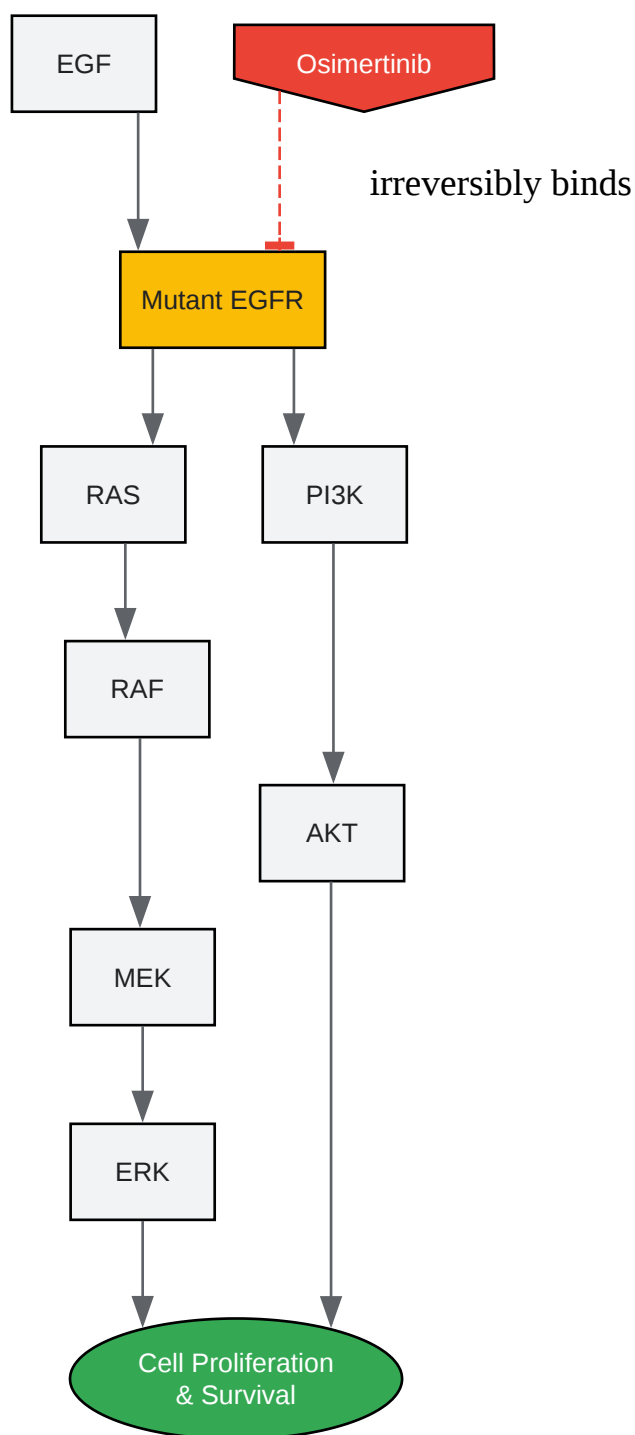 EGF
Osimertinib
irreversibly binds
Mutant EGFR
RAS
PI3K
RAF
AKT
MEK
ERK
Cell Proliferation
& Survival